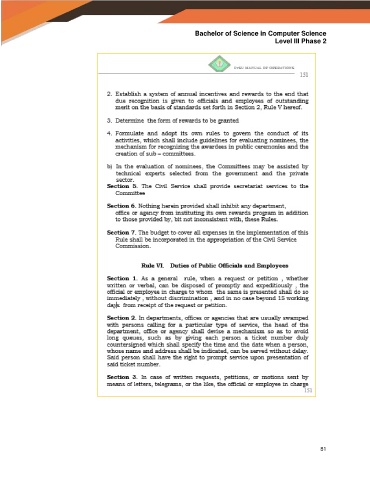 Bachelor of Science in Computer Science
Level III Phase 2
MANUAL OF OPERATIONS
131
2. Establish a system of annual incentives and rewards to the end that
due recognition is given to officials and employees of outstanding
merit on the basis of standards set forth in Section 2, Rule V hereof.
3. Determine the form of rewards to be granted
4. Formulate and adopt its own rules to govern the conduct of its
activities, which shall include guidelines for evaluating nominees, the
mechanism for recognizing the awardees in public ceremonies and the
creation of sub – committees.
b) In the evaluation of nominees, the Committees may be assisted by
technical experts selected from the government and the private
sector.
Section 5. The Civil Service shall provide secretariat services to the
Committee
Section 6. Nothing herein provided shall inhibit any department,
office or agency from instituting its own rewards program in addition
to those provided by, bit not inconsistent with, these Rules.
Section 7. The budget to cover all expenses in the implementation of this
Rule shall be incorporated in the appropriation of the Civil Service
Commission.
Rule VI. Duties of Public Officials and Employees
Section 1. As a general rule, when a request or petition , whether
written or verbal, can be disposed of promptly and expeditiously , the
official or employee in charge to whom the same is presented shall do so
immediately , without discrimination , and in no case beyond 15 working
days from receipt of the request or petition.
Section 2. In departments, offices or agencies that are usually swamped
with persons calling for a particular type of service, the head of the
department, office or agency shall devise a mechanism so as to avoid
long queues, such as by giving each person a ticket number duly
countersigned which shall specify the time and the date when a person,
whose name and address shall be indicated, can be served without delay.
Said person shall have the right to prompt service upon presentation of
said ticket number.
Section 3. In case of written requests, petitions, or motions sent by
means of letters, telegrams, or the like, the official or employee in charge
131
81